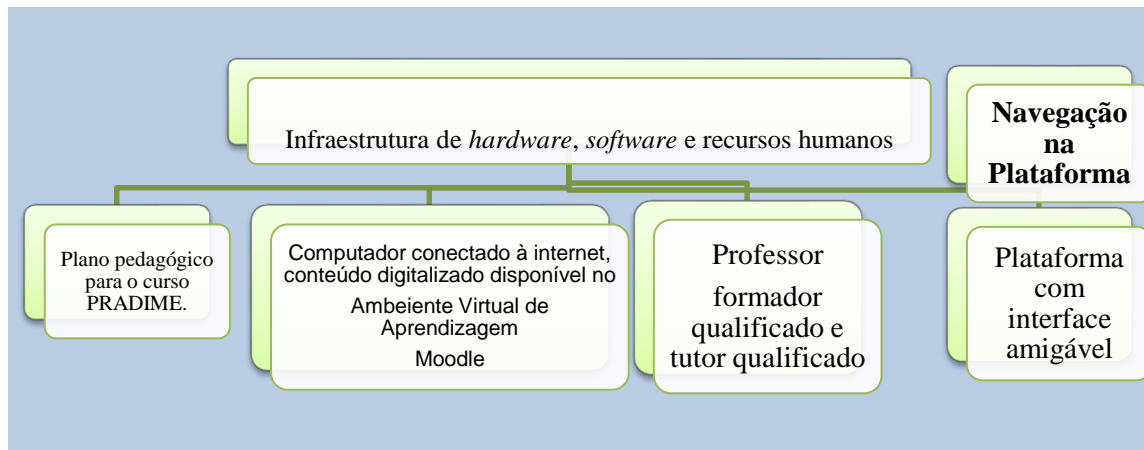 Infraestrutura de hardware, software e recursos humanos
Navegação
na
Plataforma
Plano pedagógico
para o curso
PRADIME.
Computador conectado à internet,
conteúdo digitalizado disponível no
Ambeiente Virtual de
Aprendizagem
Moodle
Professor
formador
qualificado e
tutor qualificado
Plataforma
com
interface
amigável